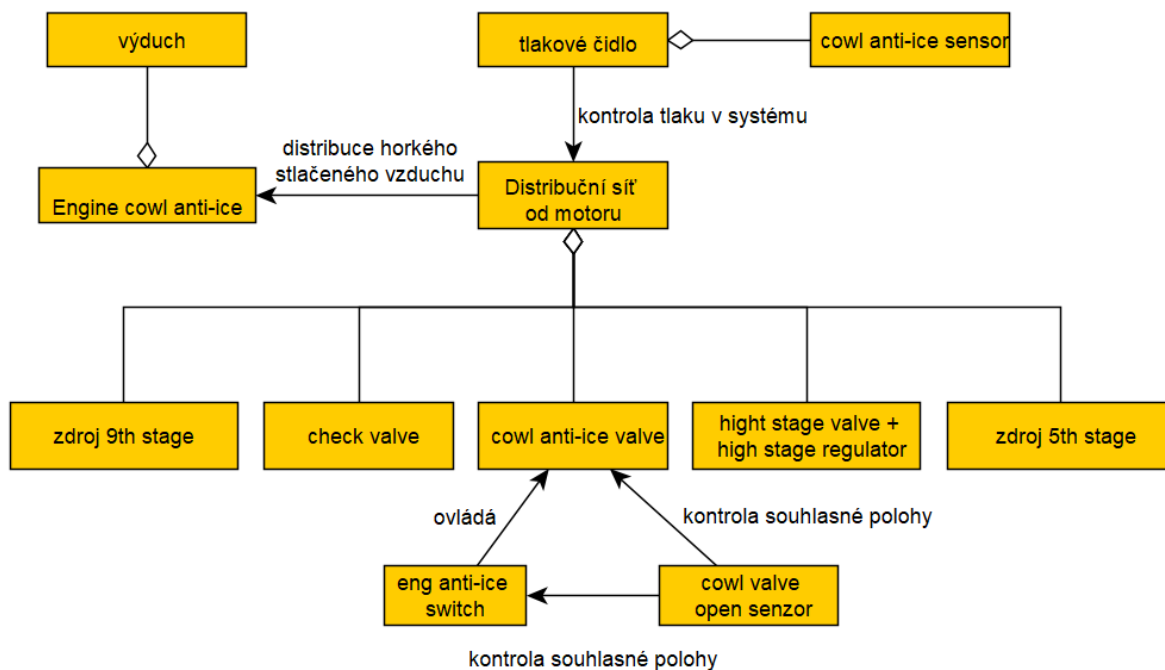 výduch
tlakové čidlo
cowl anti-ice sensor
kontrola tlaku v systému
distribuce horkého
stlačeného vzduchu
Engine cowl anti-ice
Distribuční síť
od motoru
zdroj 9th stage
check valve
cowl anti-ice valve
hight stage valve +
high stage regulator
zdroj 5th stage
ovládá
kontrola souhlasné polohy
eng anti-ice
switch
cowl valve
open senzor
kontrola souhlasné polohy